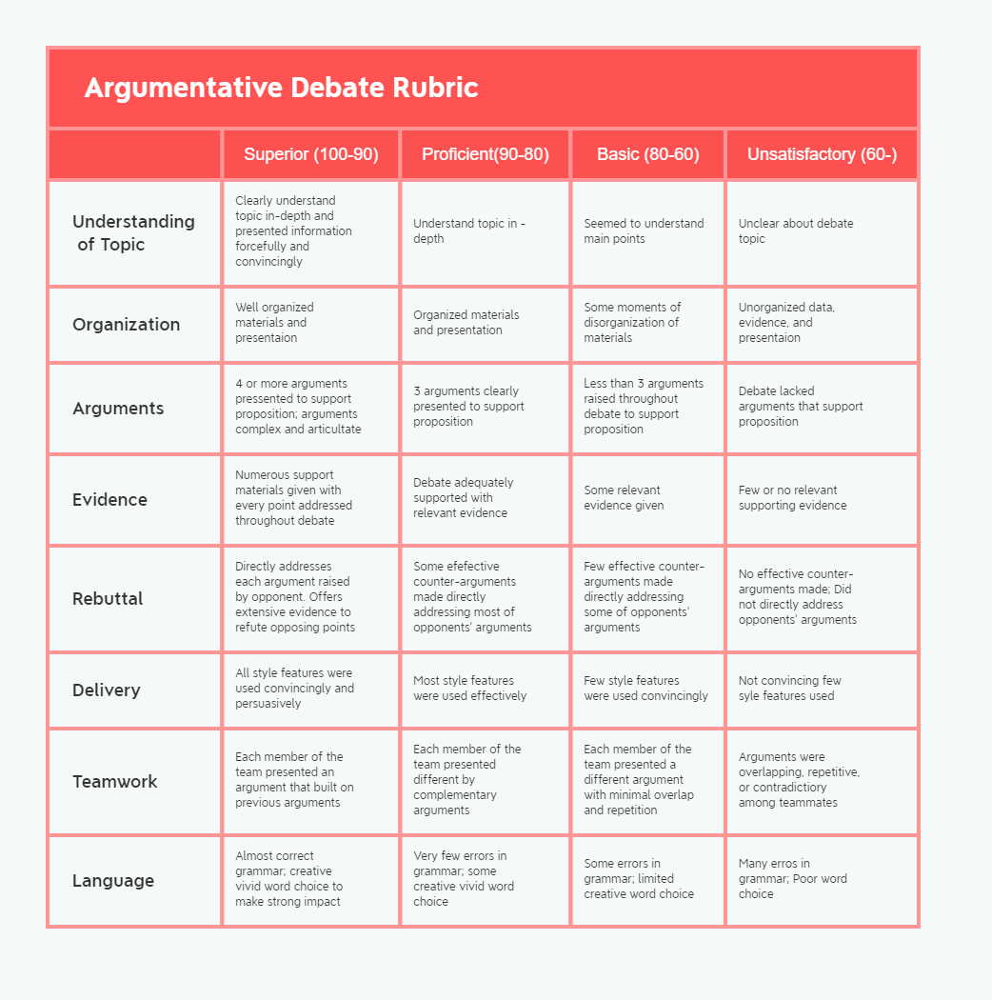 Argumentative Debate Rubric
Superior (100-90)
Proficient(90-80)
Basic (80-60)
Unsatisfactory (60-)
Understanding
of Topic
Clearly understand
topic in-depth and
presented information
forcefully and
convincingly
Understand topic in -
depth
Seemed to understand
main points
Unclear about debate
topic
Organization
Well organized
materials and
presentaion
Organized materials
and presentation
Some moments of
disorganization of
materials
Unorganized data,
evidence, and
presentaion
Arguments
4 or more arguments
pressented to support
proposition; arguments
complex and articultate
3 arguments clearly
presented to support
proposition
Less than 3 arguments
raised throughout
debate to support
proposition
Debate lacked
arguments that support
proposition
Evidence
Numerous support
materials given with
every point addressed
throughout debate
Debate adequately
supported with
relevant evidence
Some relevant
evidence given
Few or no relevant
supporting evidence
Rebuttal
Directly addresses
each argument raised
by opponent. Offers
extensive evidence to
refute opposing points
Some efefective
counter-arguments
made directly
addressing most of
opponents' arguments
Few effective counter-
arguments made
directly addressing
some of opponents'
arguments
No effective counter-
arguments made; Did
not directly address
opponents' arguments
Delivery
All style features were
used convincingly and
persuasively
Most style features
were used effectively
Few style features
were used convincingly
Not convincing few
syle features used
Teamwork
Each member of the
team presented an
argument that built on
previous arguments
Each member of the
team presented
different by
complementary
arguments
Each member of the
team presented a
different argument
with minimal overlap
and repetition
Arguments were
overlapping, repetitive,
or contradictiory
among teammates
Language
Almost correct
grammar; creative
vivid word choice to
make strong impact
Very few errors in
grammar; some
creative vivid word
choice
Some errors in
grammar; limited
creative word choice
Many erros in
grammar; Poor word
choice